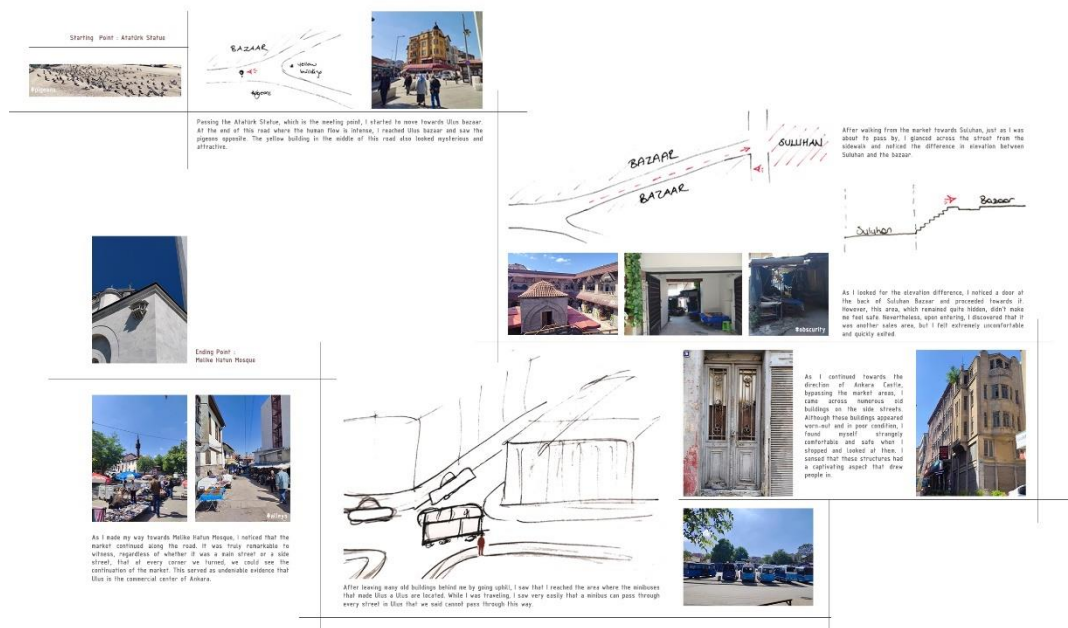 Starting Point : Atatürk Status
#pigeons
BAZAAR
yellow
building
pigeons
Passing the Atatürk Statue, which is the meeting point, I started to move towards Ulus bazaar.
At the end of this road where the human flow is intense, I reached Ulus bazaar and saw the
pigeons opposite. The yellow building in the middle of this road also looked mysterious and
attractive.
BAZAAR
BAZAAR
SULUHAN
After walking from the market towards Suluhan, just as I was
about to pass by, I glanced across the street from the
sidewalk and noticed the difference in elevation between
Suluhan and the bazaar
Suluhan
Bazaar
#obscurity
As I looked for the elevation difference, I noticed a door at
the back of Suluhan Bazaar and proceeded towards it.
However, this area, which remained quite hidden, didn't make
me feel safe. Nevertheless, upon entering, I discovered that it
was another sales area, but I felt extremely uncomfortable
and quickly exited.
As I continued towards the
direction of Ankara Castle,
bypassing the market areas, I
came across numerous old
buildings on the side streets.
Although these buildings appeared
worn-out and in poor condition, I
found myself strangely
comfortable and safe when I
stopped and looked at them. I
sensed that these structures had
a captivating aspect that drew
people in.
After leaving many old buildings behind me by going uphill, I saw that I reached the area where the minibuses
that made Ulus a Ulus are located. While I was traveling, I saw very easily that a minibus can pass through
every street in Ulus that we said cannot pass through this way
Ending Point :
Melike Hatun Mosque
#alleys
As I made my way towards Melike Hatun Mosque, I noticed that the
market continued along the road. It was truly remarkable to
witness, regardless of whether it was a main street or a side
street, that at every corner we turned, we could see the
continuation of the market. This served as undeniable evidence that
Ulus is the commercial center of Ankara.